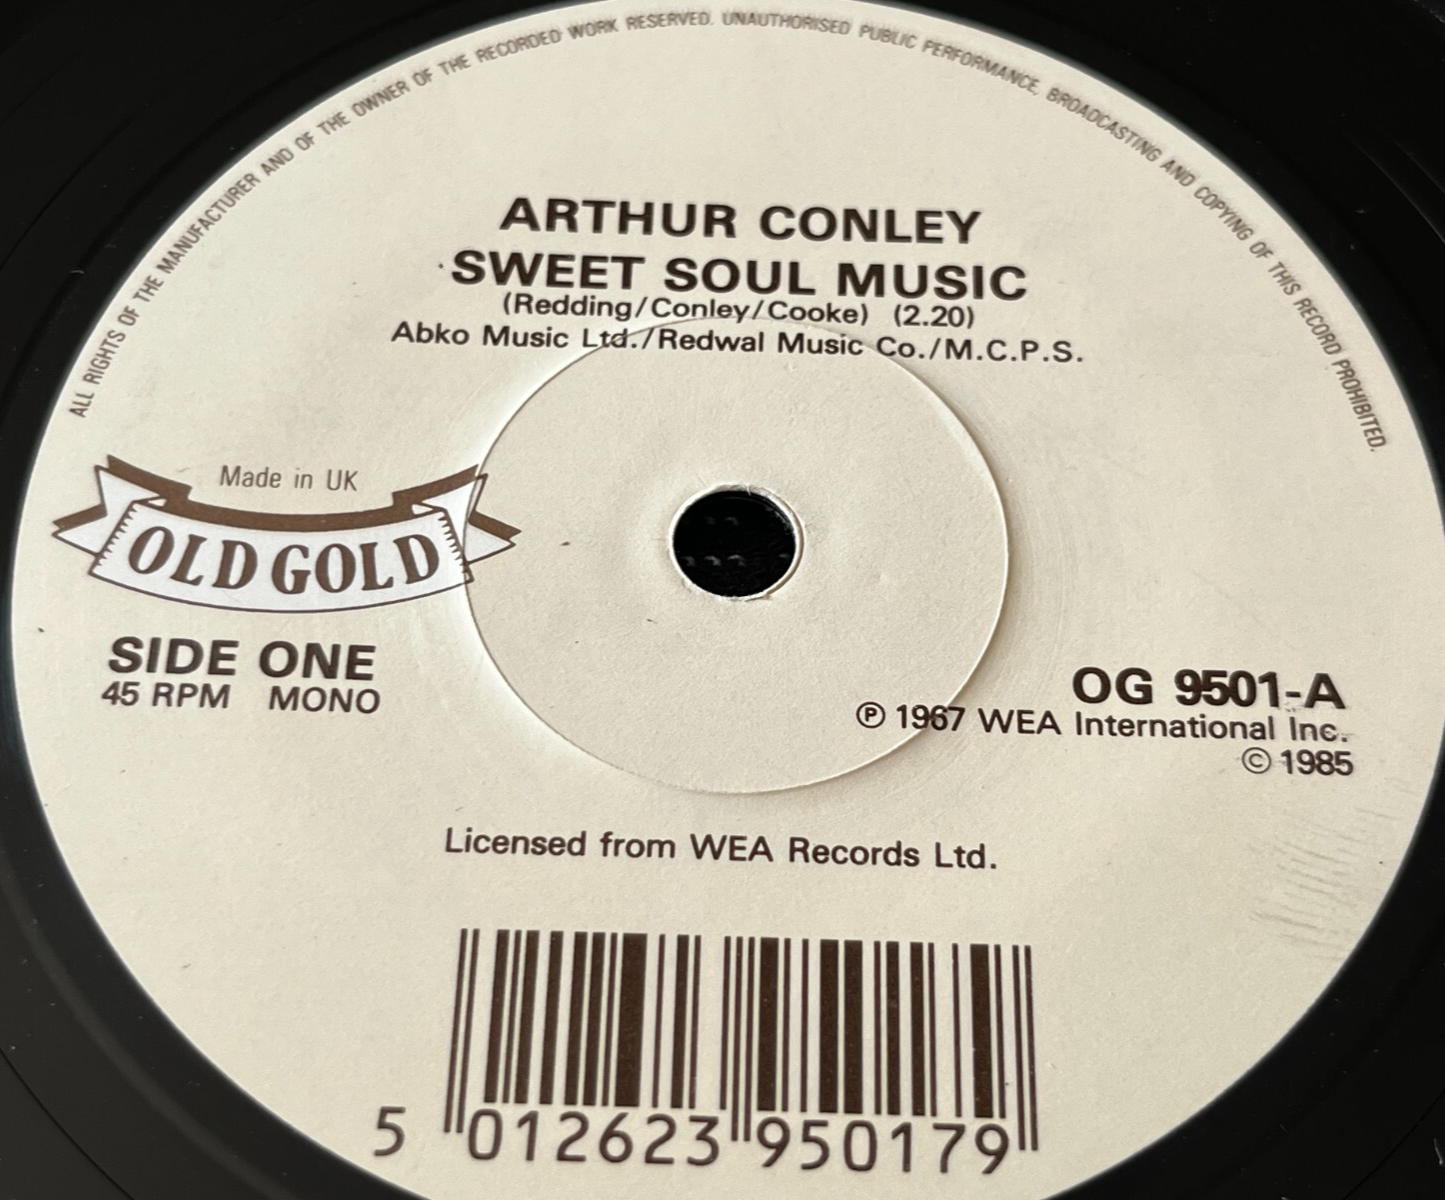 ALL RIGHTS OF THE MANUFACTURER AND OF THE OWNER OF THE RECORDED WORK RESERVED. UNAUTHORISED PUBLIC PERFORMANCE, BROADCASTING AND COPYING OF THIS RECORD PROHIBITED.
ARTHUR CONLEY
SWEET SOUL MUSIC
(Redding/Conley/Cooke) (2.20)
Abko Music Ltd./Redwal Music Co./M.C.P.S.
Made in UK
OLD GOLD
SIDE ONE
45 RPM MONO
OG 9501-A
Ⓟ 1967 WEA International Inc.
© 1985
Licensed from WEA Records Ltd.
5 012623 950179